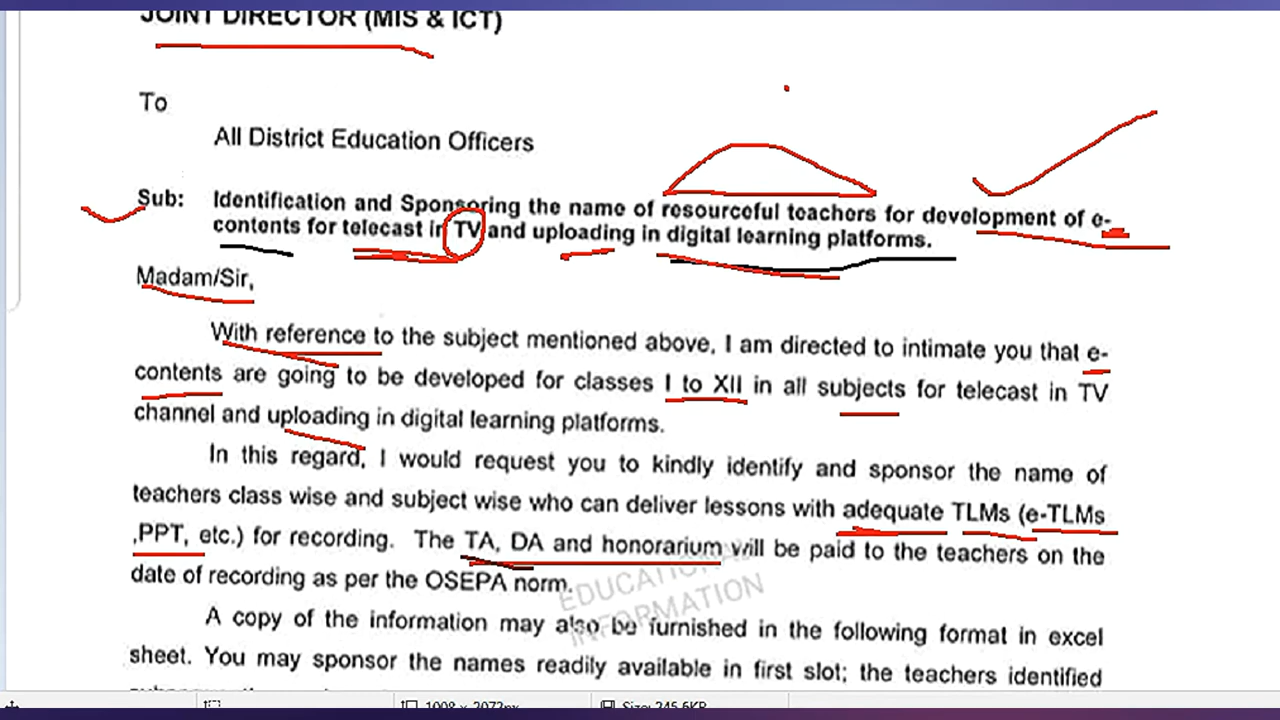 JOINT DIRECTOR (MIS & ICT)
To
All District Education Officers
Sub: Identification and Sponsoring the name of resourceful teachers for development of e-
contents for telecast in TV and uploading in digital learning platforms.
Madam/Sir,
With reference to the subject mentioned above, I am directed to intimate you that e-
contents are going to be developed for classes I to XII in all subjects for telecast in TV
channel and uploading in digital learning platforms.
In this regard, I would request you to kindly identify and sponsor the name of
teachers class wise and subject wise who can deliver lessons with adequate TLMs (e-TLMs
,PPT, etc.) for recording. The TA, DA and honorarium will be paid to the teachers on the
date of recording as per the OSEPA norm.
EDUCATIONAL
INFORMATION
A copy of the information may also be furnished in the following format in excel
sheet. You may sponsor the names readily available in first slot; the teachers identified
1008 × 2072px
Size: 245.6KB